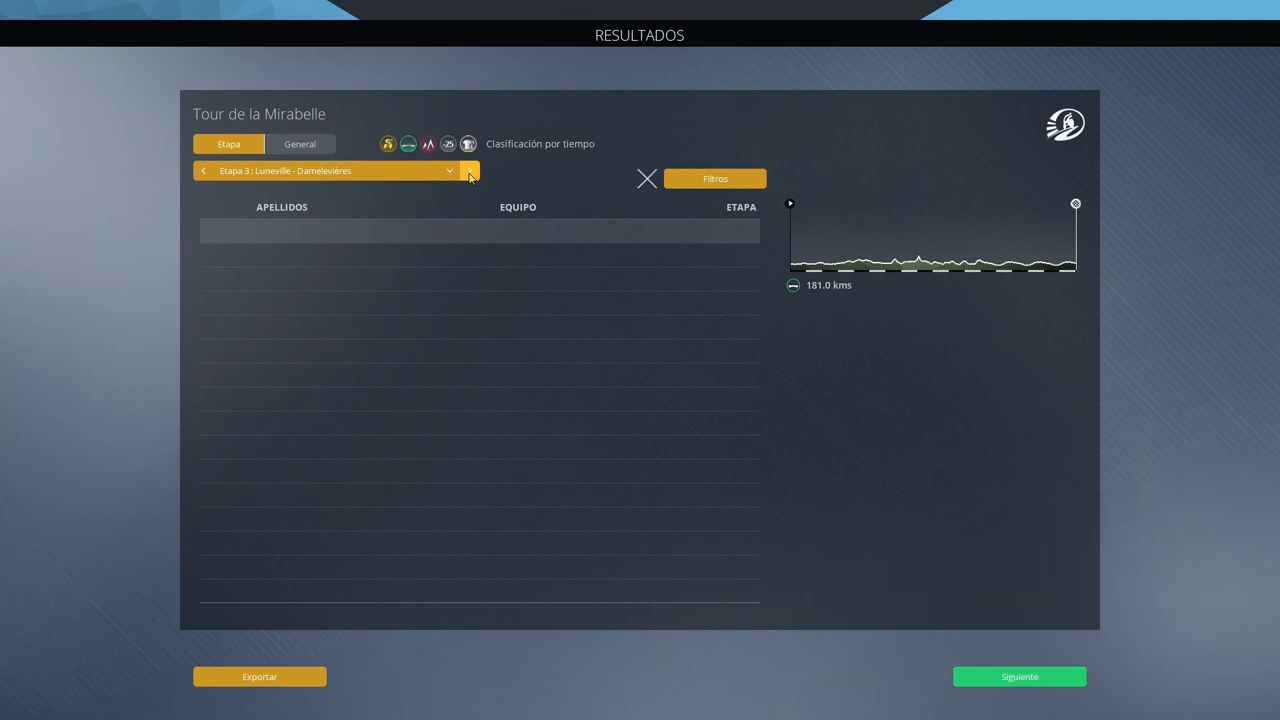 RESULTADOS
Tour de la Mirabelle
Etapa
General
-25
Clasificación por tiempo
Etapa 3 : Luneville - Damelevières
Filtros
APELLIDOS
EQUIPO
ETAPA
181.0 kms
Exportar
Siguiente